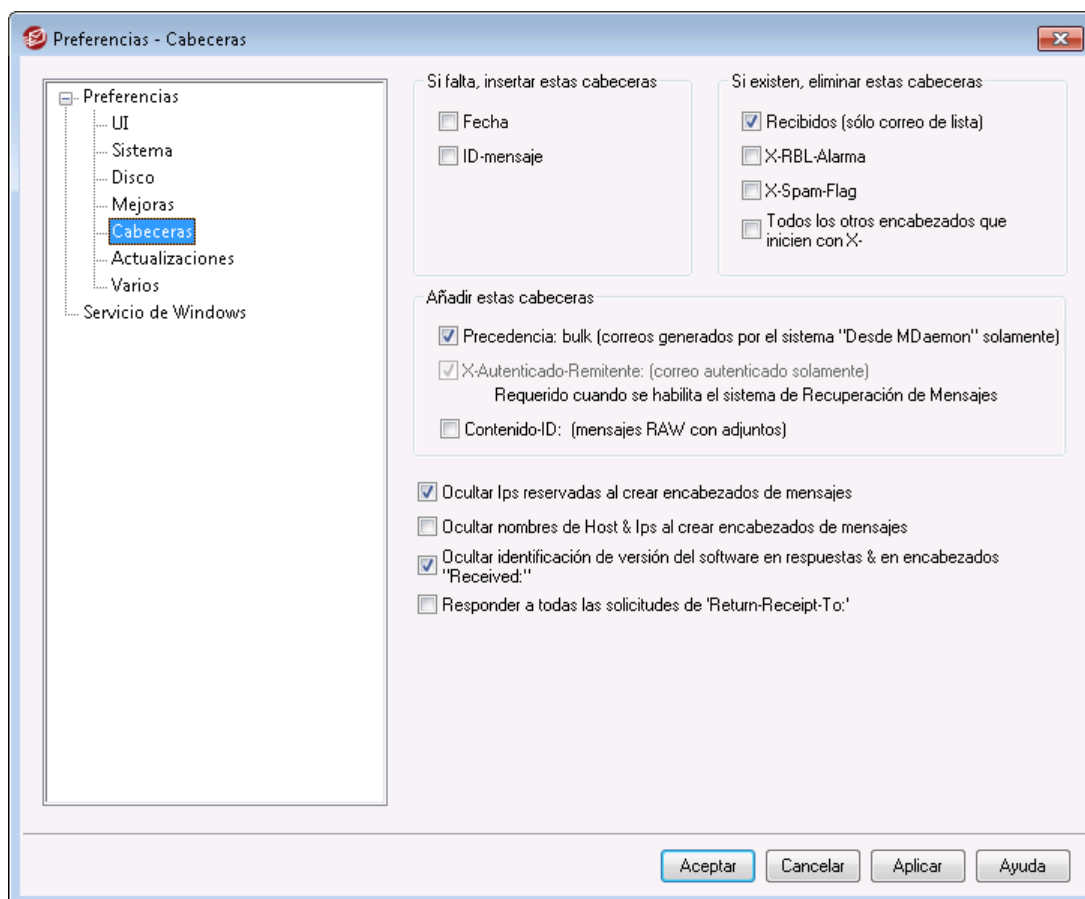 Preferencias - Cabeceras
Preferencias
UI
Sistema
Disco
Mejoras
Cabeceras
Actualizaciones
Varios
Servicio de Windows
Si falta, insertar estas cabeceras
Fecha
ID-mensaje
Si existen, eliminar estas cabeceras
Recibidos (sólo correo de lista)
X-RBL-Alarma
X-Spam-Flag
Todos los otros encabezados que
inicien con X-
Añadir estas cabeceras
Precedencia: bulk (correos generados por el sistema "Desde MDaemon" solamente)
X-Autenticado-Remitente: (correo autenticado solamente)
Requerido cuando se habilita el sistema de Recuperación de Mensajes
Contenido-ID: (mensajes RAW con adjuntos)
Ocultar Ips reservadas al crear encabezados de mensajes
Ocultar nombres de Host & Ips al crear encabezados de mensajes
Ocultar identificación de versión del software en respuestas & en encabezados
"Received:"
Responder a todas las solicitudes de 'Return-Receipt-To:'
Aceptar
Cancelar
Aplicar
Ayuda